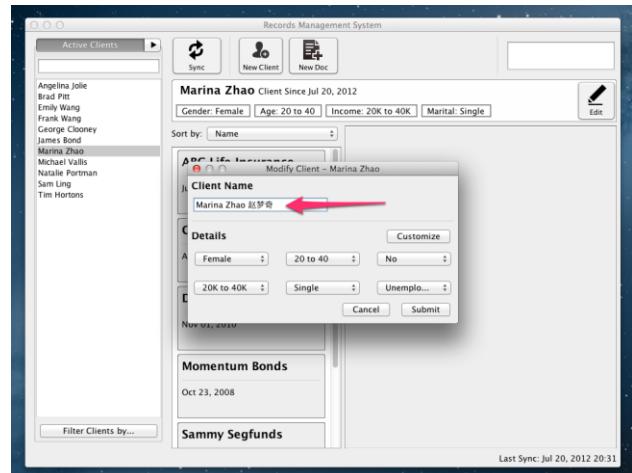 Records Management System
Active Clients
Sync
New Client
New Doc
Angelina Jolie
Brad Pitt
Emily Wang
Frank Wang
George Clooney
James Bond
Marina Zhao
Michael Vallis
Natalie Portman
Sam Ling
Tim Hortons
Filter Clients by...
Marina Zhao Client Since Jul 20, 2012
Gender: Female Age: 20 to 40 Income: 20K to 40K Marital: Single
Edit
Sort by: Name
ABC Life Insurance
Modify Client - Marina Zhao
Client Name
Marina Zhao 赵梦奇
Details
Customize
Female 20 to 40 No
20K to 40K Single Unemplo...
Cancel Submit
Nov 01, 2010
Momentum Bonds
Oct 23, 2008
Sammy Segfunds
Last Sync: Jul 20, 2012 20:31